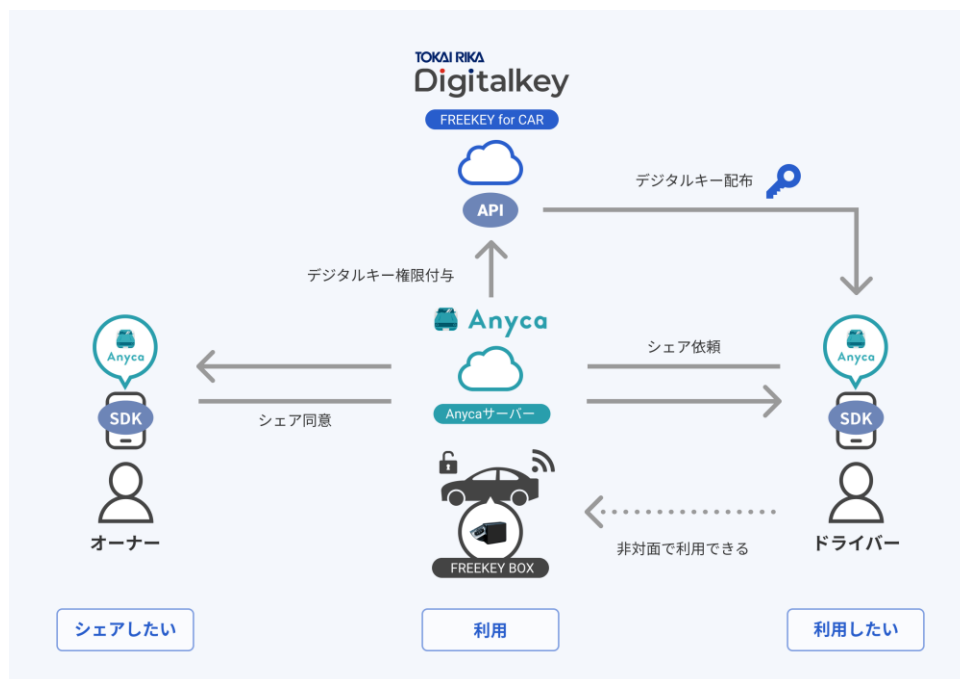 TOKAI RIKA
Digitalkey
FREEKEY for CAR
デジタルキー配布
API
デジタルキー権限付与
Anyca
Anyca
シェア依頼
Anyca
SDK
シェア同意
Anycaサーバー
SDK
オーナー
非対面で利用できる
ドライバー
FREEKEY BOX
シェアしたい
利用
利用したい